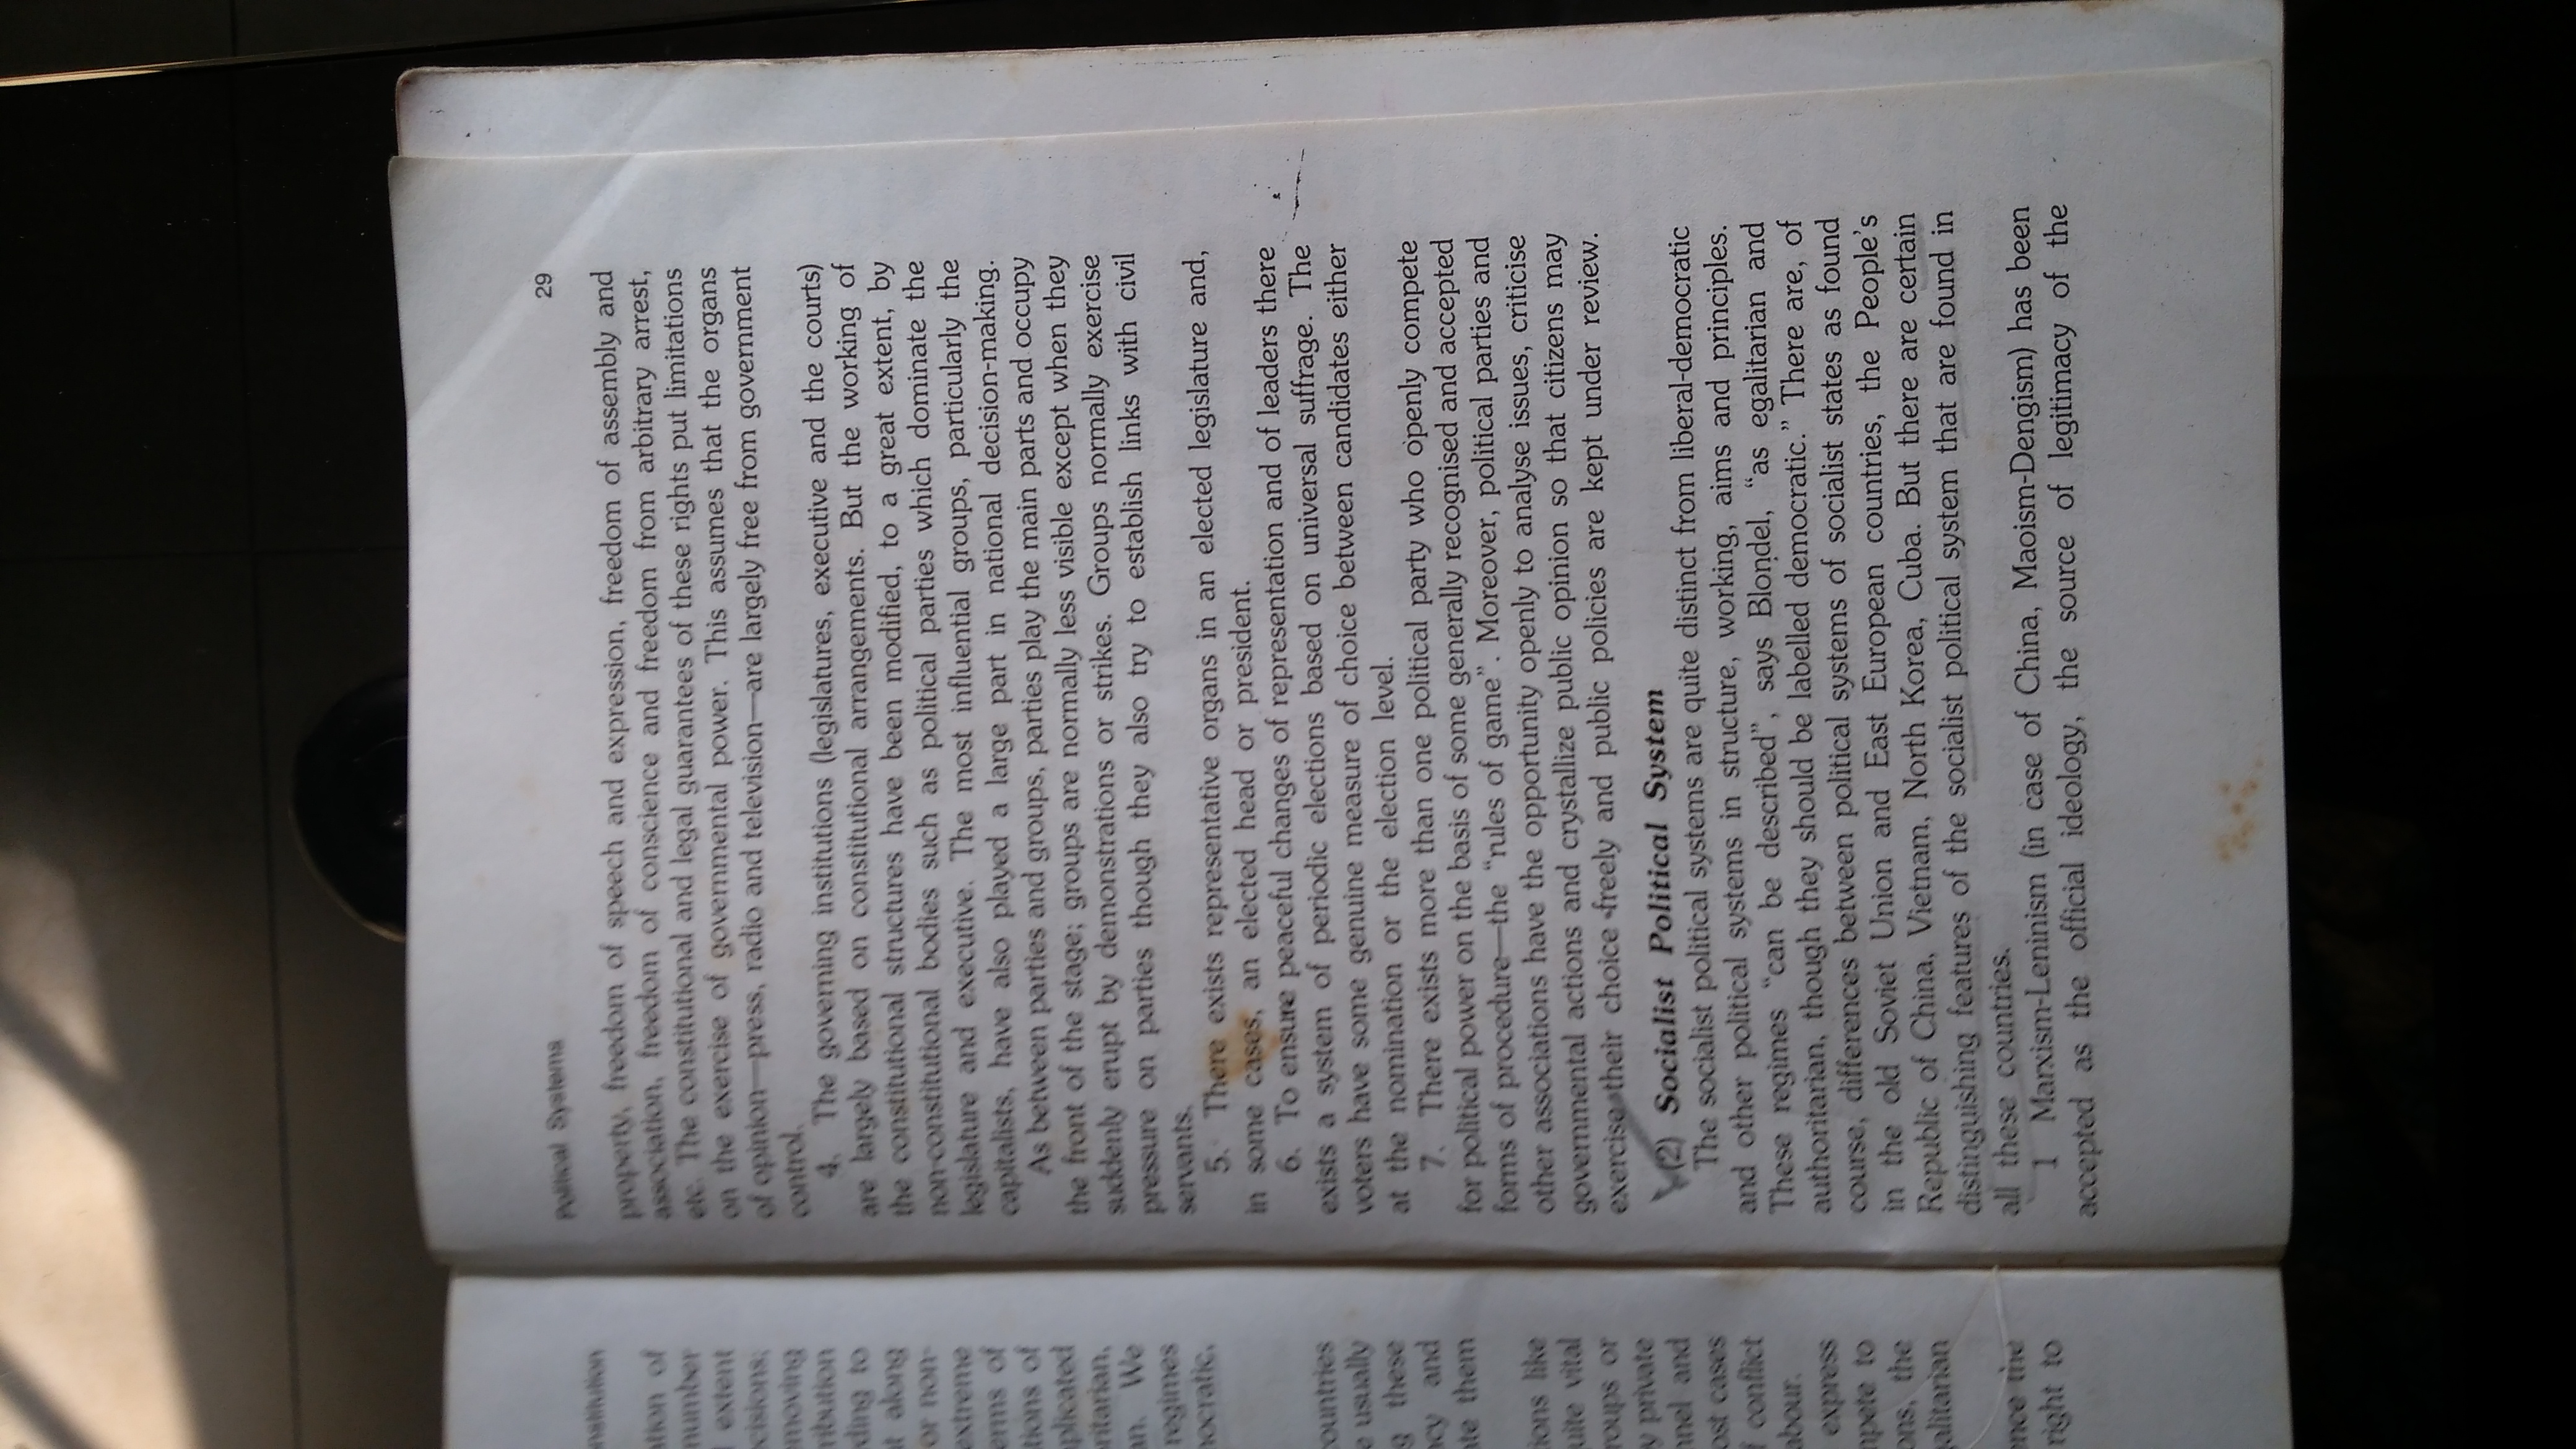 Political Systems 29
property, freedom of speech and expression, freedom of assembly and
association, freedom of conscience and freedom from arbitrary arrest,
etc. The constitutional and legal guarantees of these rights put limitations
on the exercise of governmental power. This assumes that the organs
of opinion—press, radio and television—are largely free from government
control.
4. The governing institutions (legislatures, executive and the courts)
are largely based on constitutional arrangements. But the working of
the constitutional structures have been modified, to a great extent, by
non-constitutional bodies such as political parties which dominate the
legislature and executive. The most influential groups, particularly the
capitalists, have also played a large part in national decision-making.
As between parties and groups, parties play the main parts and occupy
the front of the stage; groups are normally less visible except when they
suddenly erupt by demonstrations or strikes. Groups normally exercise
pressure on parties though they also try to establish links with civil
servants.
5. There exists representative organs in an elected legislature and,
in some cases, an elected head or president.
6. To ensure peaceful changes of representation and of leaders there
exists a system of periodic elections based on universal suffrage. The
voters have some genuine measure of choice between candidates either
at the nomination or the election level.
7. There exists more than one political party who openly compete
for political power on the basis of some generally recognised and accepted
forms of procedure—the “rules of game”. Moreover, political parties and
other associations have the opportunity openly to analyse issues, criticise
governmental actions and crystallize public opinion so that citizens may
exercise their choice freely and public policies are kept under review.
(2) Socialist Political System
The socialist political systems are quite distinct from liberal-democratic
and other political systems in structure, working, aims and principles.
These regimes “can be described”, says Blondel, “as egalitarian and
authoritarian, though they should be labelled democratic.” There are, of
course, differences between political systems of socialist states as found
in the old Soviet Union and East European countries, the People's
Republic of China, Vietnam, North Korea, Cuba. But there are certain
distinguishing features of the socialist political system that are found in
all these countries.
1 Marxism-Leninism (in case of China, Maoism-Dengism) has been
accepted as the official ideology, the source of legitimacy of the